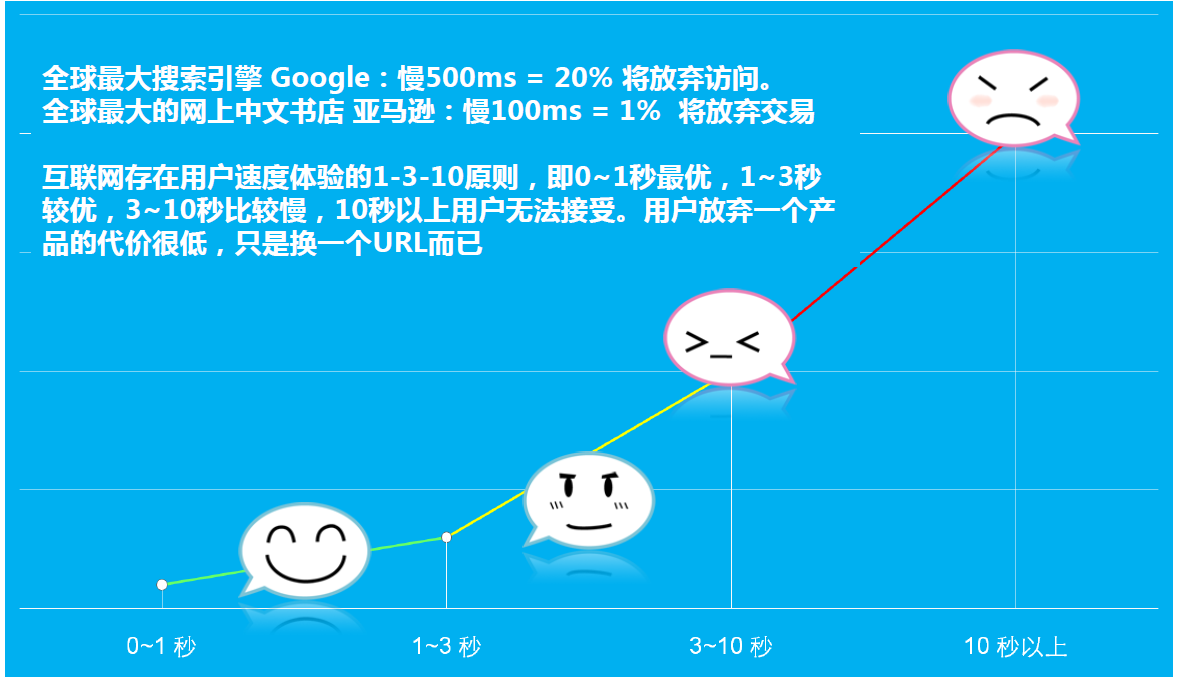 全球最大搜索引擎 Google：慢500ms = 20% 将放弃访问。
全球最大的网上中文书店 亚马逊：慢100ms = 1%  将放弃交易
互联网存在用户速度体验的1-3-10原则，即0~1秒最优，1~3秒
较优，3~10秒比较慢，10秒以上用户无法接受。用户放弃一个产
品的代价很低，只是换一个URL而已
0~1 秒
1~3 秒
3~10 秒
10 秒以上